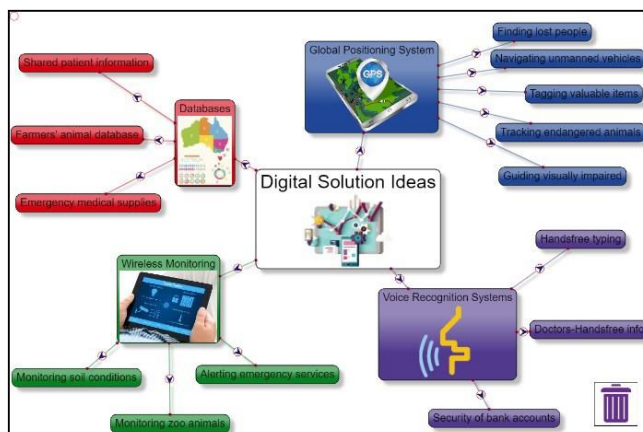 Digital Solution Ideas
Global Positioning System
GPS
Finding lost people
Navigating unmanned vehicles
Tagging valuable items
Tracking endangered animals
Guiding visually impaired
Databases
Shared patient information
Farmers' animal database
Emergency medical supplies
Wireless Monitoring
Monitoring soil conditions
Monitoring zoo animals
Alerting emergency services
Voice Recognition Systems
Handsfree typing
Doctors-Handsfree info
Security of bank accounts